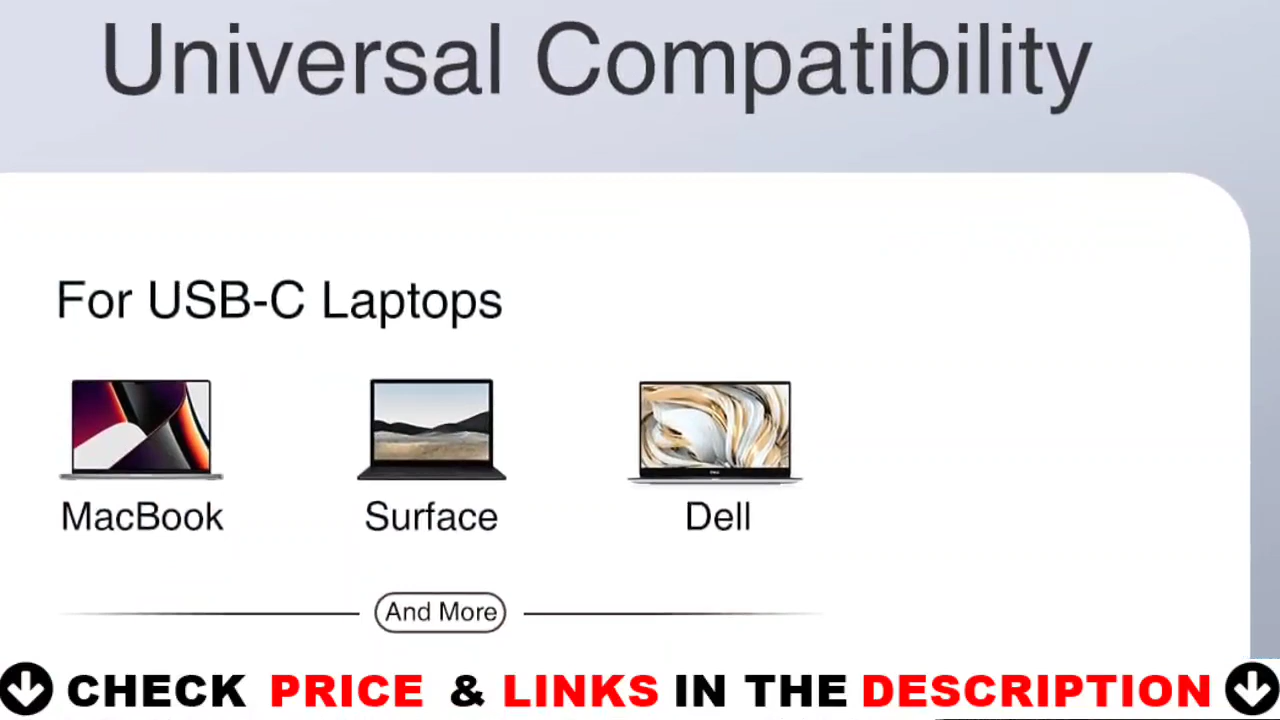 Universal Compatibility
For USB-C Laptops
MacBook Surface Dell
And More
CHECK PRICE & LINKS IN THE DESCRIPTION